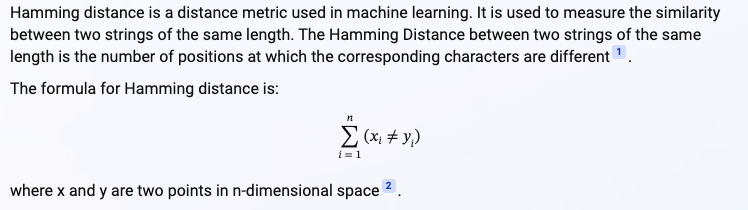 Hamming distance is a distance metric used in machine learning. It is used to measure the similarity
between two strings of the same length. The Hamming Distance between two strings of the same
length is the number of positions at which the corresponding characters are different 1 .
The formula for Hamming distance is:
n
∑ (xᵢ ≠ yᵢ)
i = 1
where x and y are two points in n-dimensional space 2 .